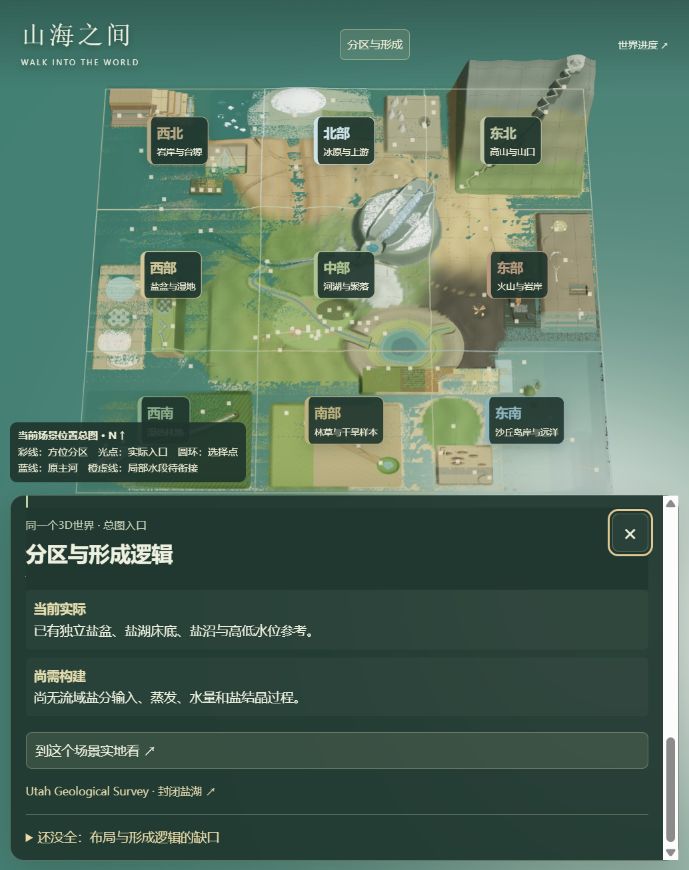 山海之间
WALK INTO THE WORLD
分区与形成
世界进度 ↗
西北
岩岸与台塬
北部
冰原与上游
东北
高山与山口
西部
盐盆与湿地
中部
河湖与聚落
东部
火山与岩岸
西南
南部
林草与干旱样本
东南
沙丘岛岸与远洋
当前场景位置总图 · N ↑
彩线：方位分区 光点：实际入口 圆环：选择点
蓝线：原主河 橙虚线：局部水段待衔接
同一个3D世界 · 总图入口
分区与形成逻辑
×
当前实际
已有独立盐盆、盐湖床底、盐沼与高低水位参考。
尚需构建
尚无流域盐分输入、蒸发、水量和盐结晶过程。
到这个场景实地看 ↗
Utah Geological Survey · 封闭盐湖 ↗
▶ 还没全：布局与形成逻辑的缺口